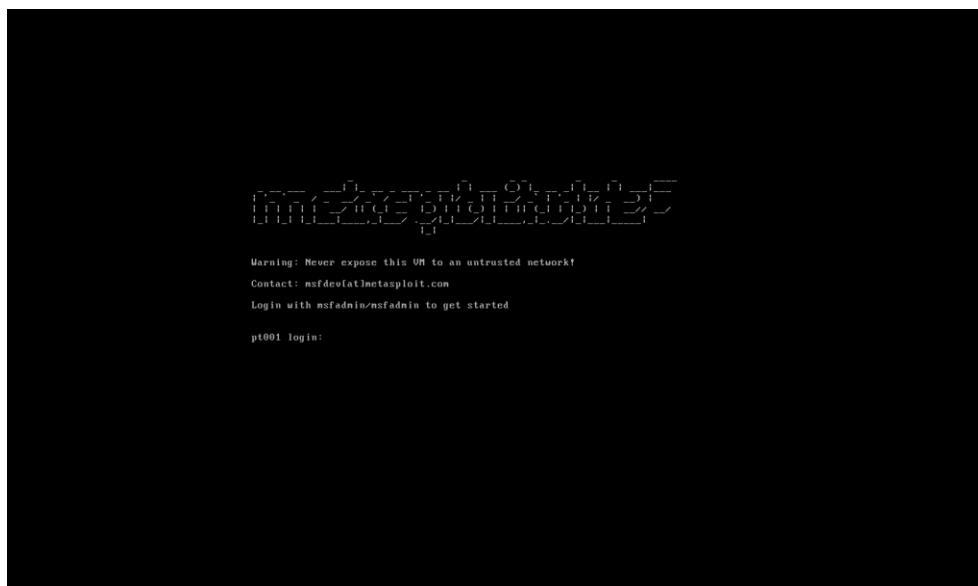 metasploitable2
Warning: Never expose this VM to an untrusted network!
Contact: msfdev[at]metasploit.com
Login with msfadmin/msfadmin to get started
pt001 login: